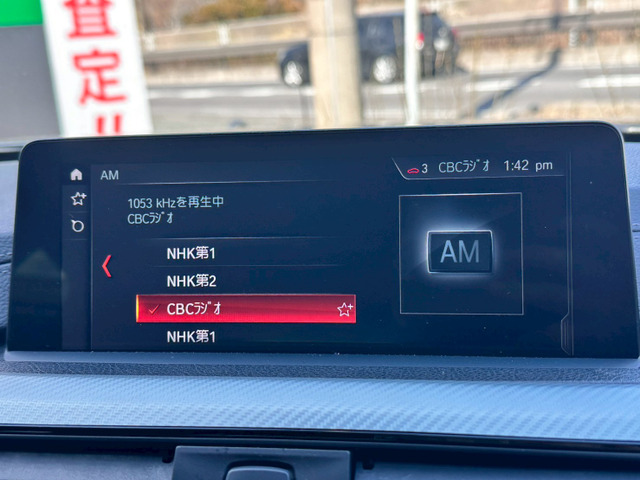 査定!!
AM
3 CBCラジオ 1:42 pm
1053 kHzを再生中
CBCラジオ
AM
NHK第1
NHK第2
CBCラジオ
NHK第1